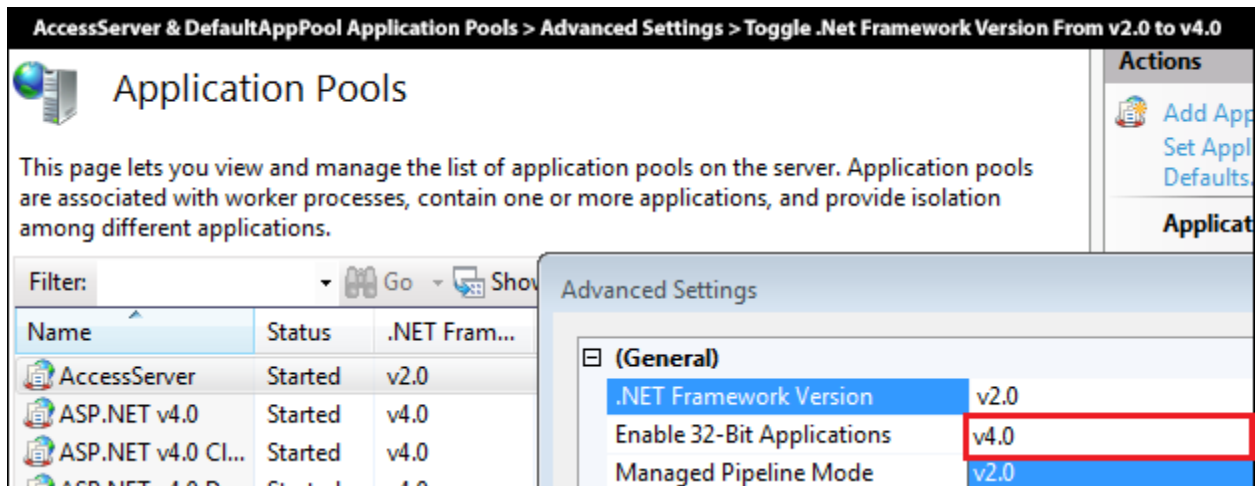 AccessServer & DefaultAppPool Application Pools > Advanced Settings > Toggle .Net Framework Version From v2.0 to v4.0
Application Pools
This page lets you view and manage the list of application pools on the server. Application pools
are associated with worker processes, contain one or more applications, and provide isolation
among different applications.
Filter: Go Show
Name Status .NET Fram...
AccessServer Started v2.0
ASP.NET v4.0 Started v4.0
ASP.NET v4.0 Cl... Started v4.0
Advanced Settings
(General)
.NET Framework Version v2.0
Enable 32-Bit Applications v4.0
Managed Pipeline Mode v2.0
Actions
Add App
Set Appl
Defaults.
Applicat